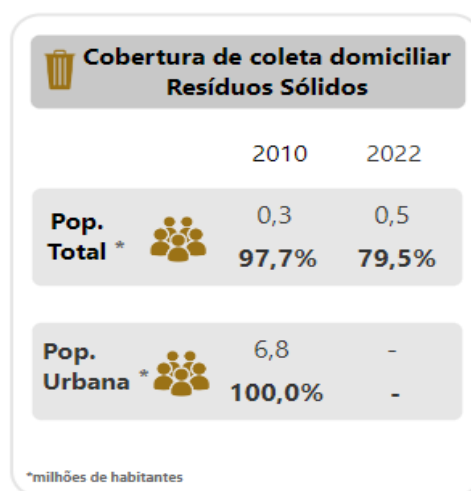 Cobertura de coleta domiciliar
Resíduos Sólidos
2010 2022
Pop.
Total *
0,3 0,5
97,7% 79,5%
Pop.
Urbana *
6,8 -
100,0% -
*milhões de habitantes